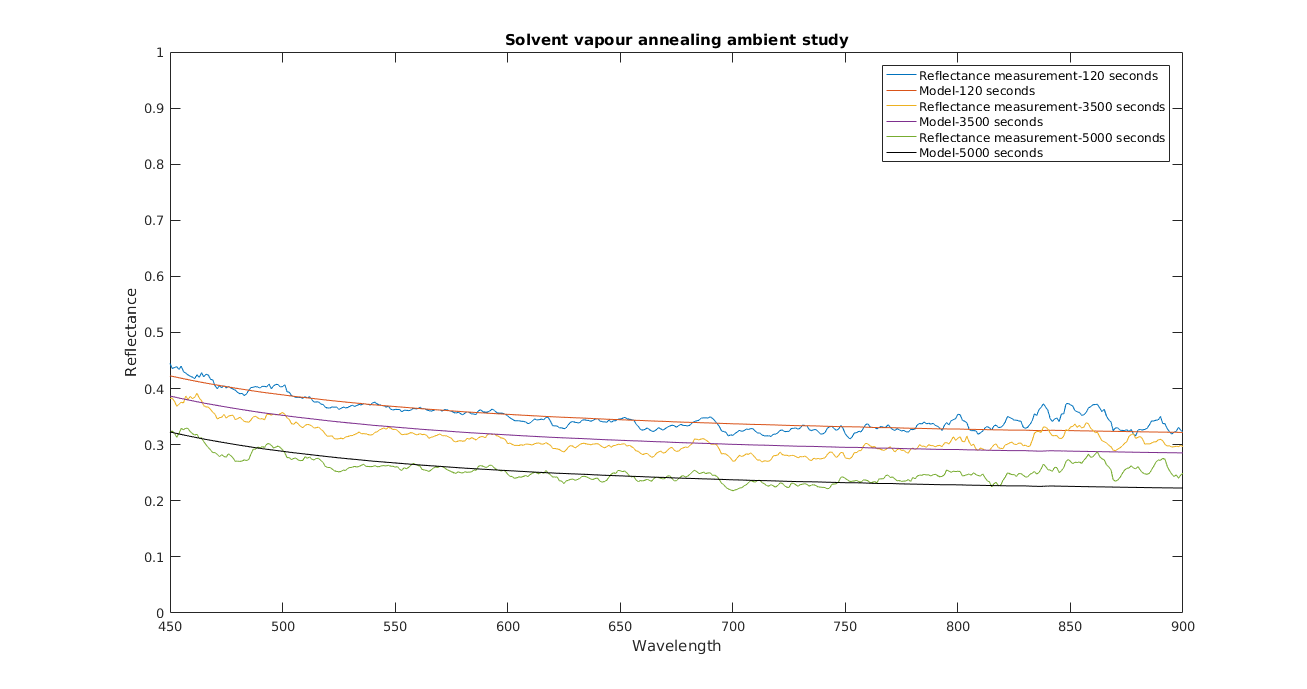 Solvent vapour annealing ambient study
Reflectance measurement-120 seconds
Model-120 seconds
Reflectance measurement-3500 seconds
Model-3500 seconds
Reflectance measurement-5000 seconds
Model-5000 seconds
Reflectance
1
0.9
0.8
0.7
0.6
0.5
0.4
0.3
0.2
0.1
0
450 500 550 600 650 700 750 800 850 900
Wavelength